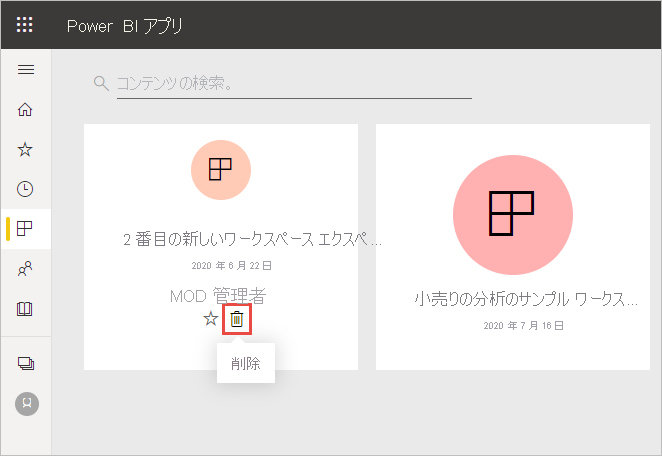 Power BI アプリ
コンテンツの検索。
2 番目の新しいワークスペース エクスペ...
2020 年 6 月 22 日
MOD 管理者
削除
小売りの分析のサンプル ワークス...
2020 年 7 月 16 日